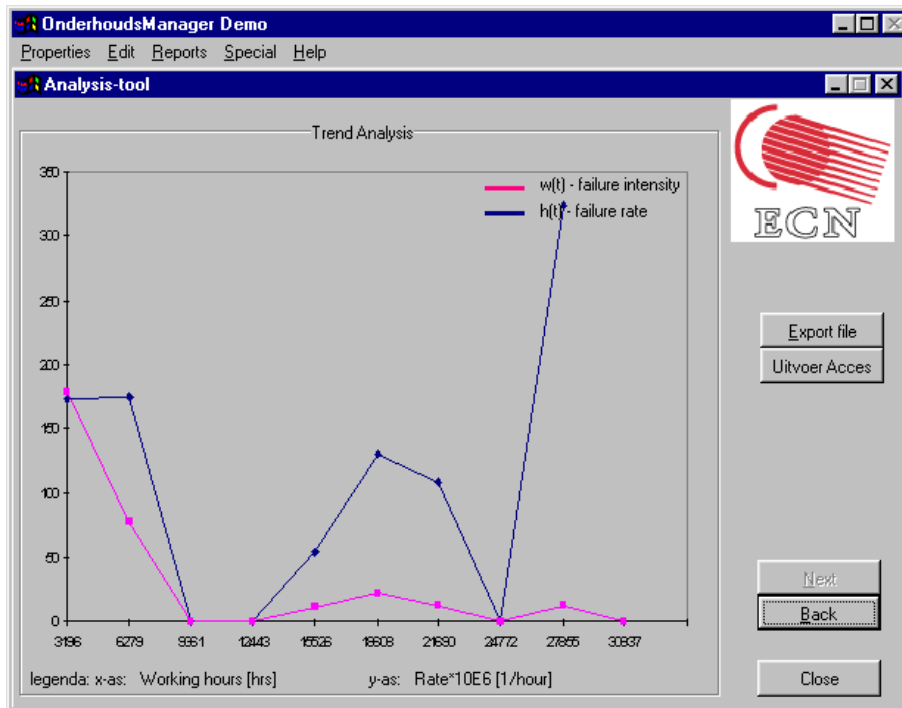 OnderhoudsManager Demo
Properties Edit Reports Special Help
Analysis-tool
Trend Analysis
w(t) - failure intensity
h(t) - failure rate
350
300
250
200
150
100
50
0
3196 6279 9361 12443 15526 18608 21690 24772 27855 30937
legenda: x-as: Working hours [hrs] y-as: Rate*10E6 [1/hour]
ECN
Export file
Uitvoer Acces
Next
Back
Close